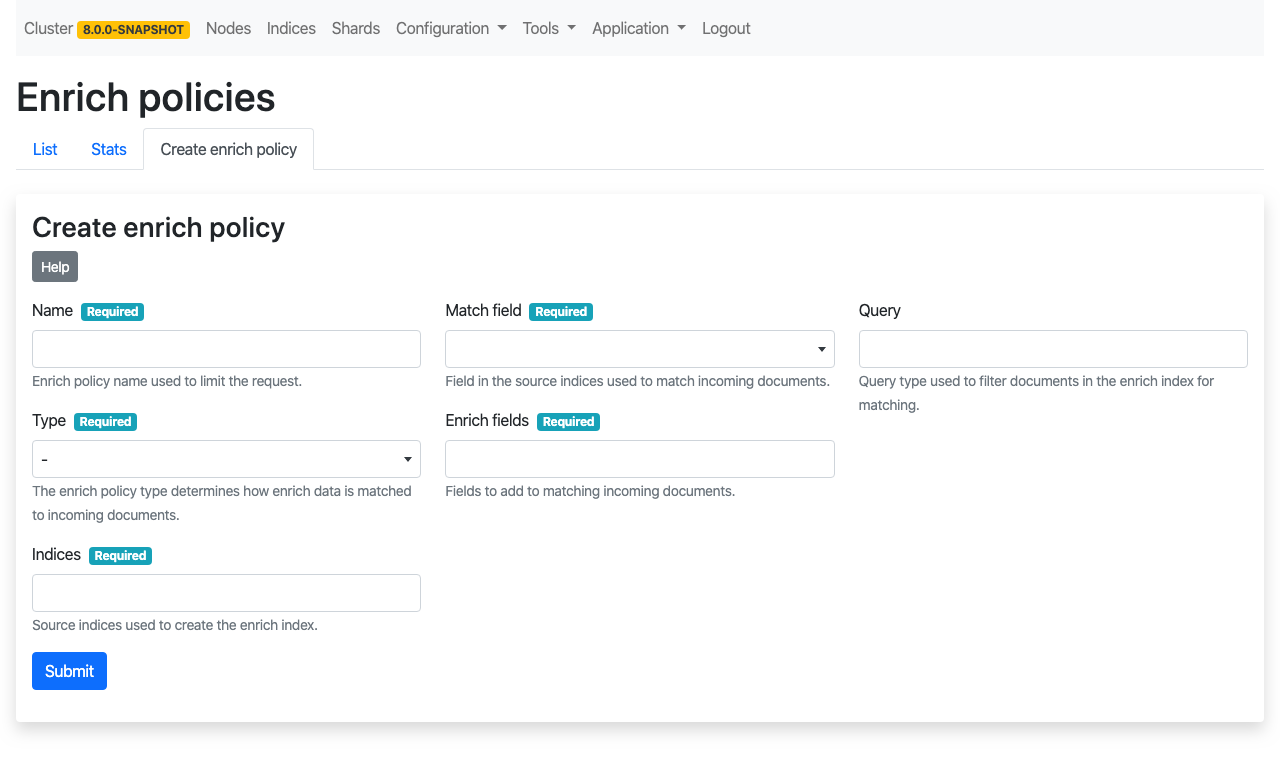 Cluster 8.0.0-SNAPSHOT Nodes Indices Shards Configuration Tools Application Logout
Enrich policies
List Stats Create enrich policy
Create enrich policy
Help
Name Required
Enrich policy name used to limit the request.
Type Required
-
The enrich policy type determines how enrich data is matched
to incoming documents.
Indices Required
Source indices used to create the enrich index.
Match field Required
Field in the source indices used to match incoming documents.
Enrich fields Required
Fields to add to matching incoming documents.
Query
Query type used to filter documents in the enrich index for
matching.
Submit